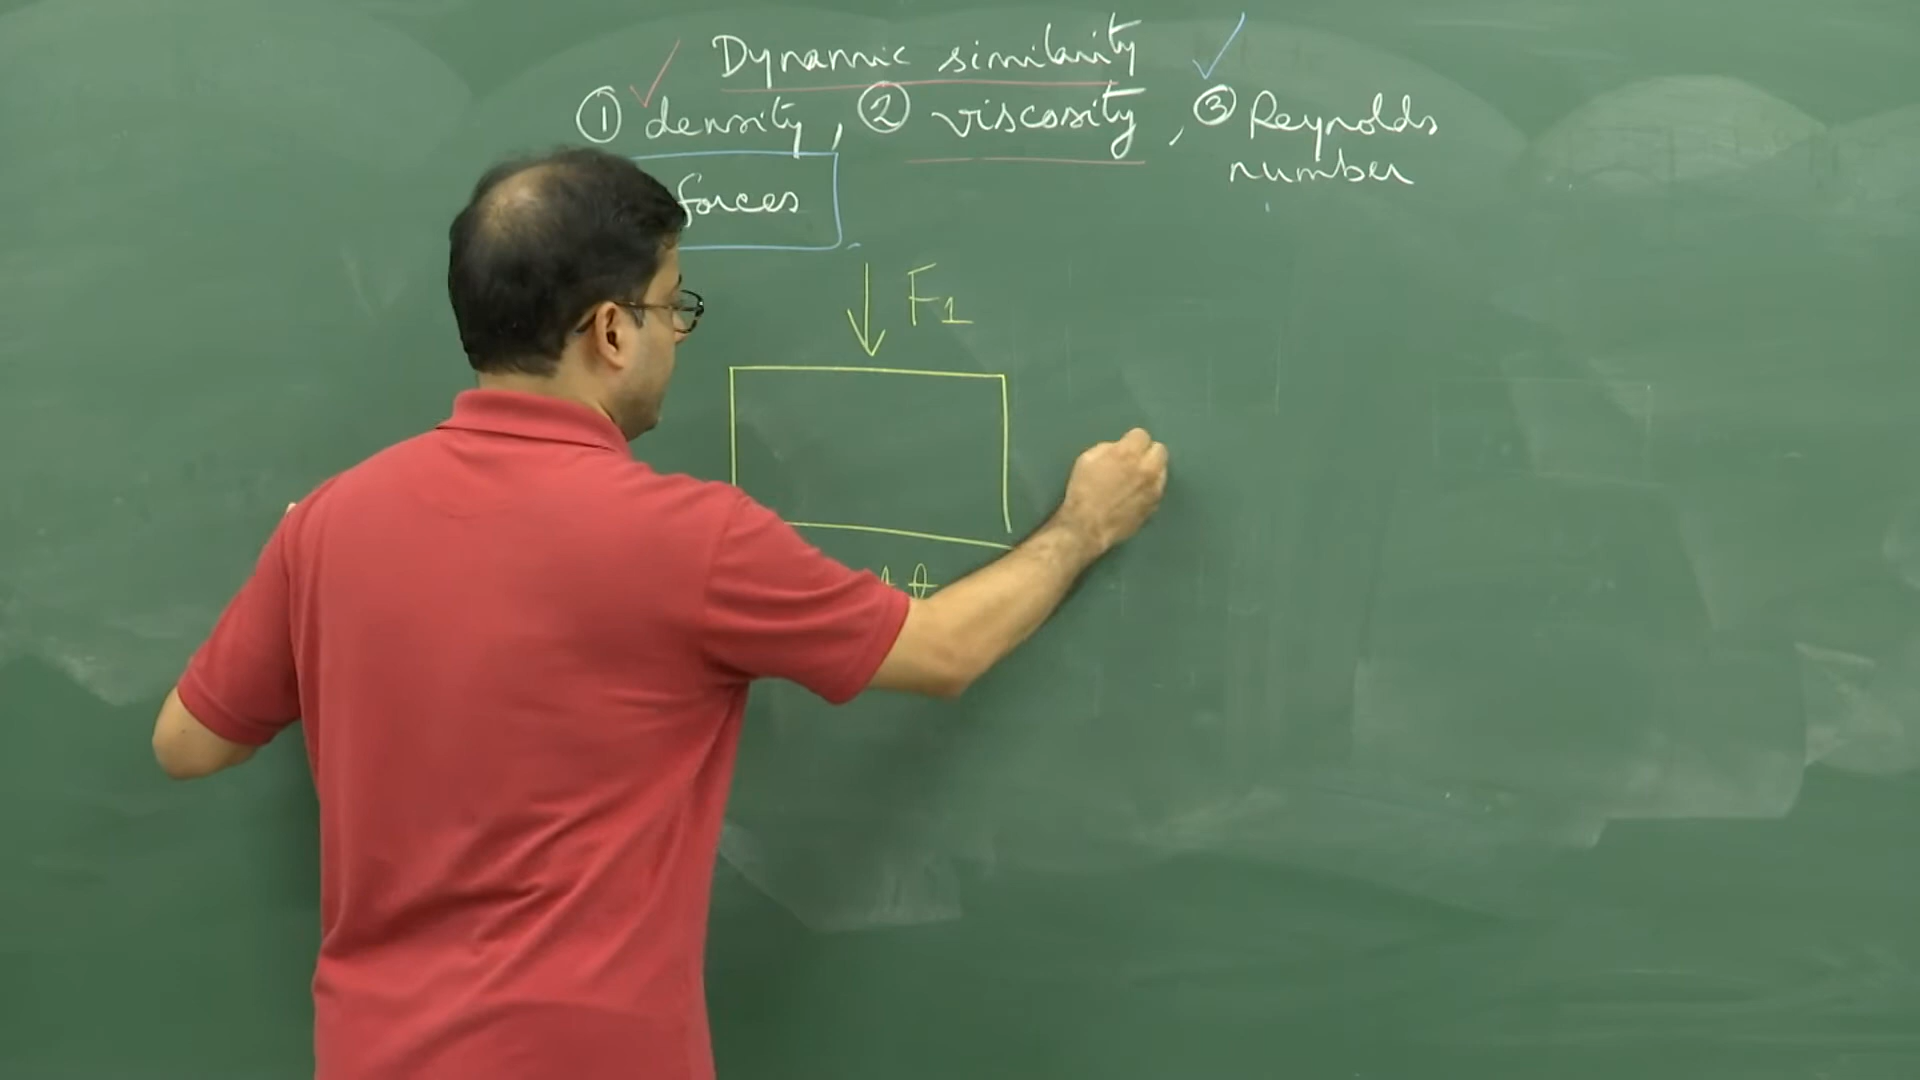 Dynamic similarity
① density, ② viscosity, ③ Reynolds
number
forces
F1